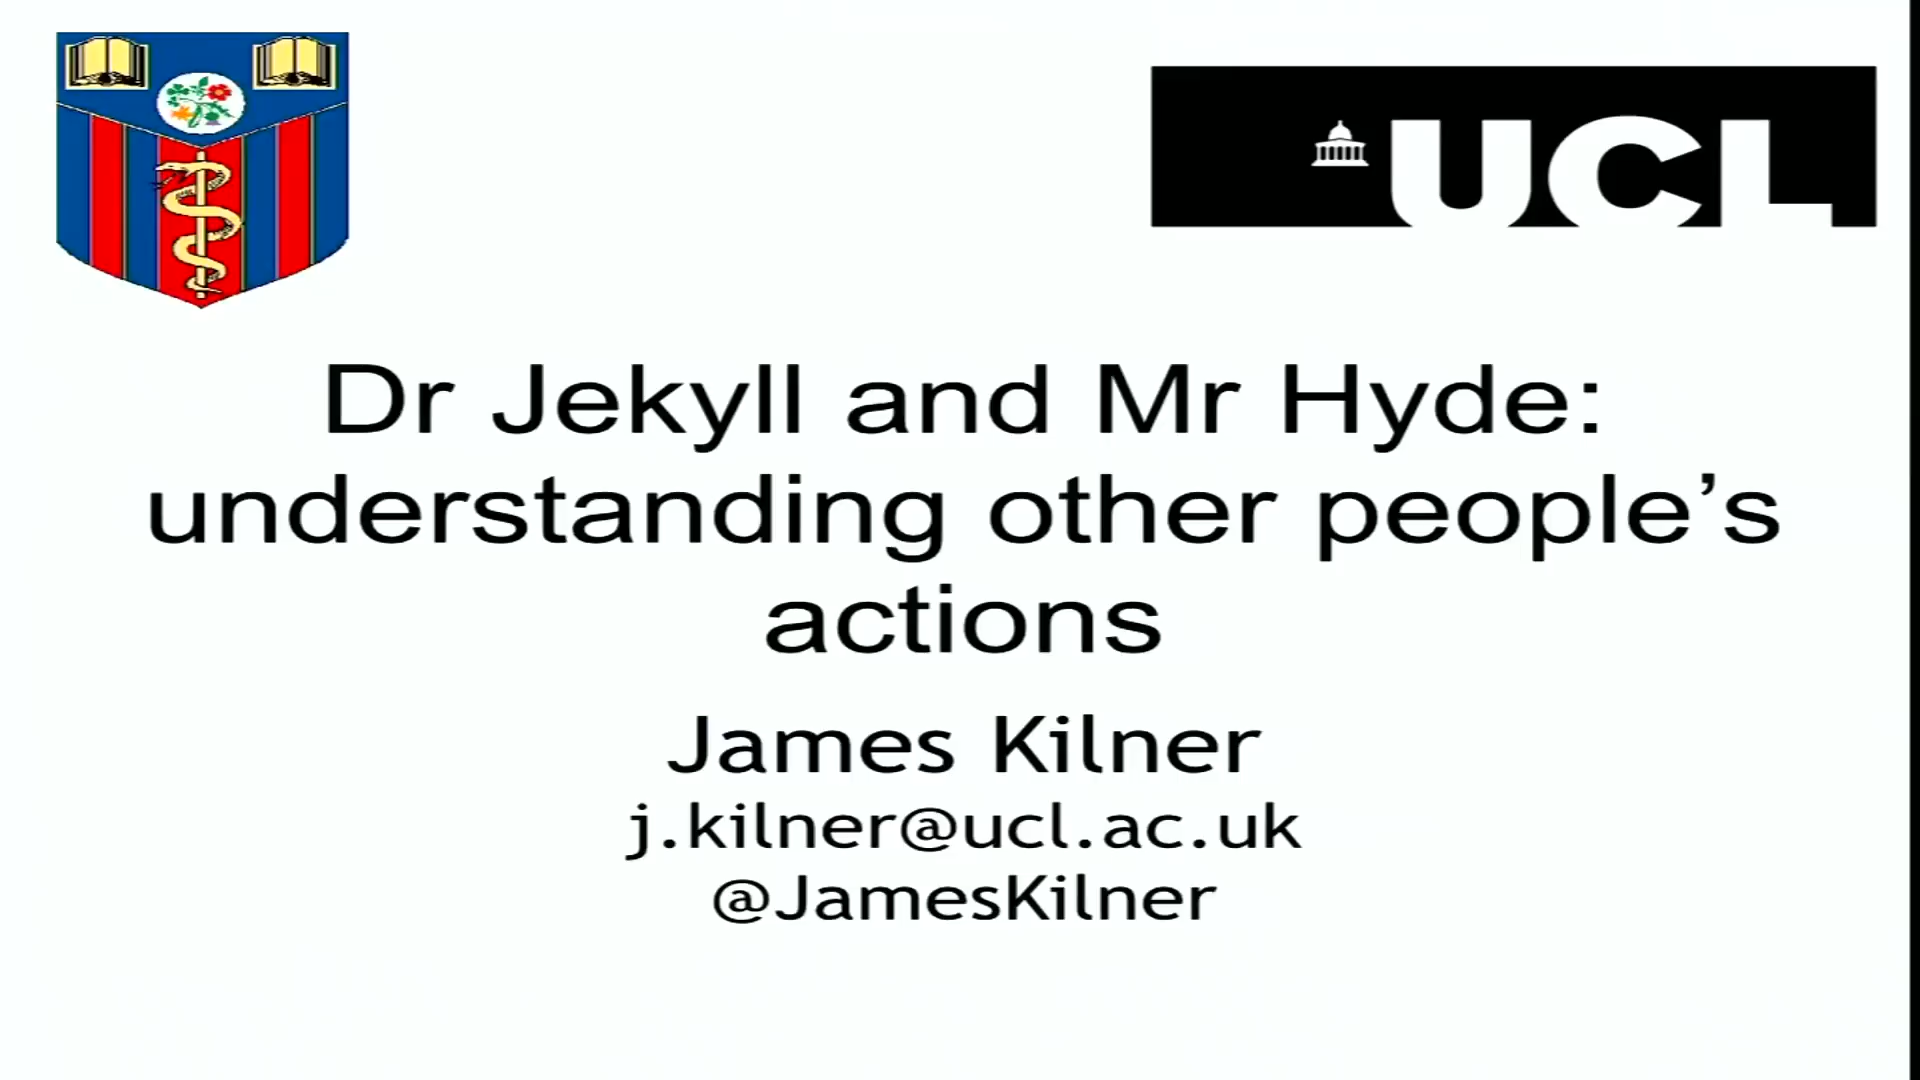 UCL
Dr Jekyll and Mr Hyde:
understanding other people’s
actions
James Kilner
j.kilner@ucl.ac.uk
@JamesKilner